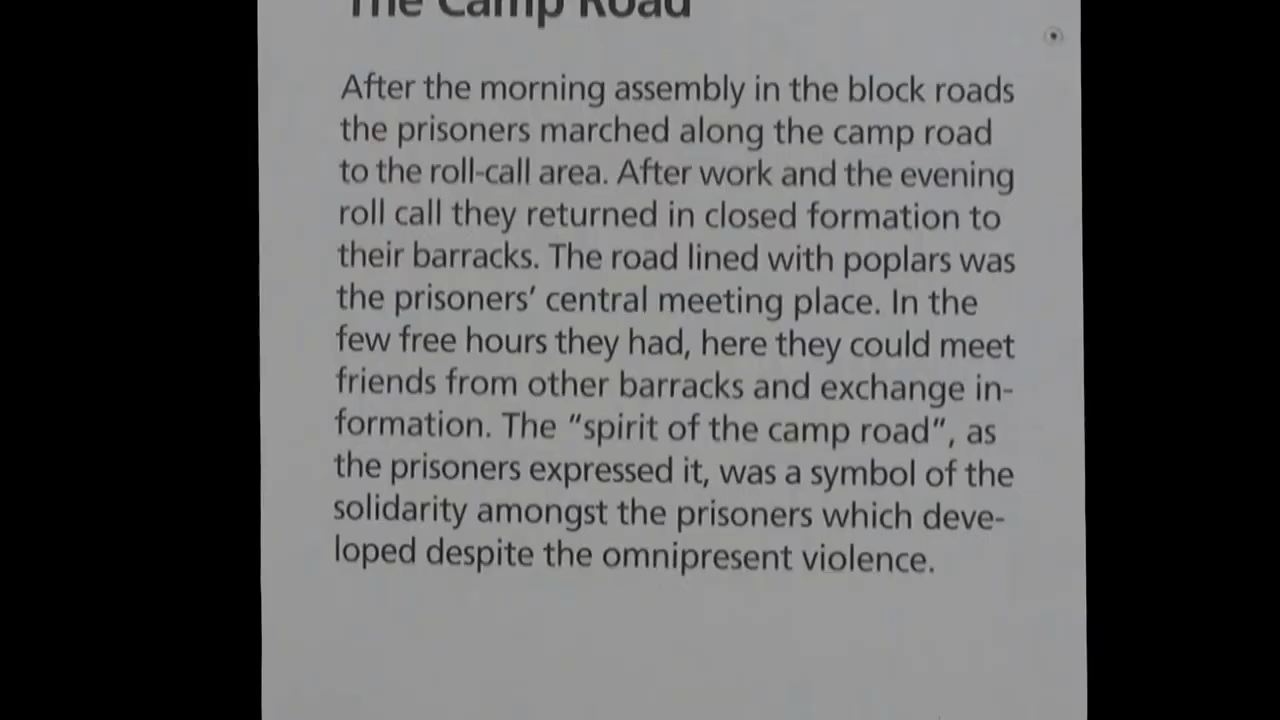 The Camp Road
After the morning assembly in the block roads
the prisoners marched along the camp road
to the roll-call area. After work and the evening
roll call they returned in closed formation to
their barracks. The road lined with poplars was
the prisoners’ central meeting place. In the
few free hours they had, here they could meet
friends from other barracks and exchange in-
formation. The “spirit of the camp road”, as
the prisoners expressed it, was a symbol of the
solidarity amongst the prisoners which deve-
loped despite the omnipresent violence.